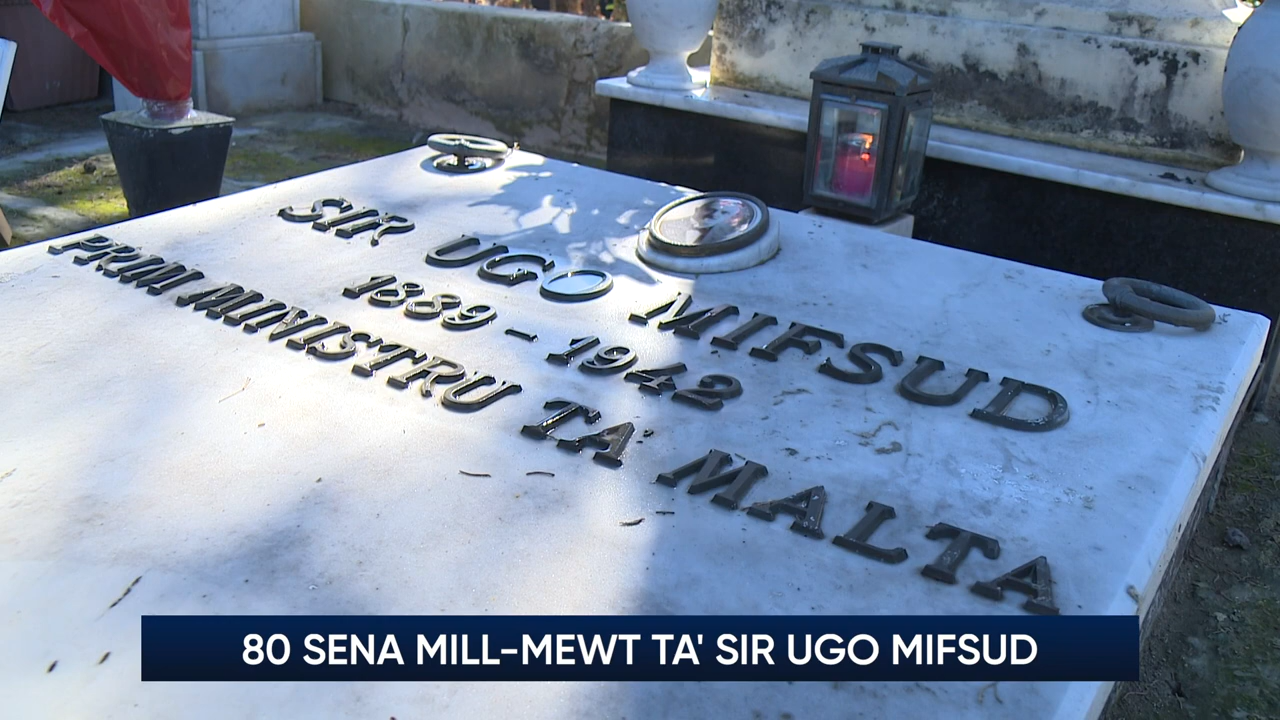 SIR UGO MIFSUD
1889 - 1942
PRIM MINISTRU TA MALTA
80 SENA MILL-MEWT TA' SIR UGO MIFSUD